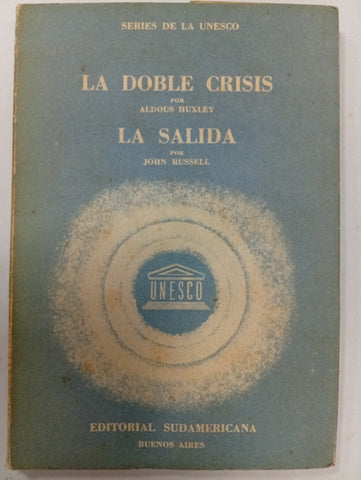 SERIES DE LA UNESCO
LA DOBLE CRISIS
POR
ALDOUS HUXLEY
LA SALIDA
POR
JOHN RUSSELL
UNESCO
EDITORIAL SUDAMERICANA
BUENOS AIRES